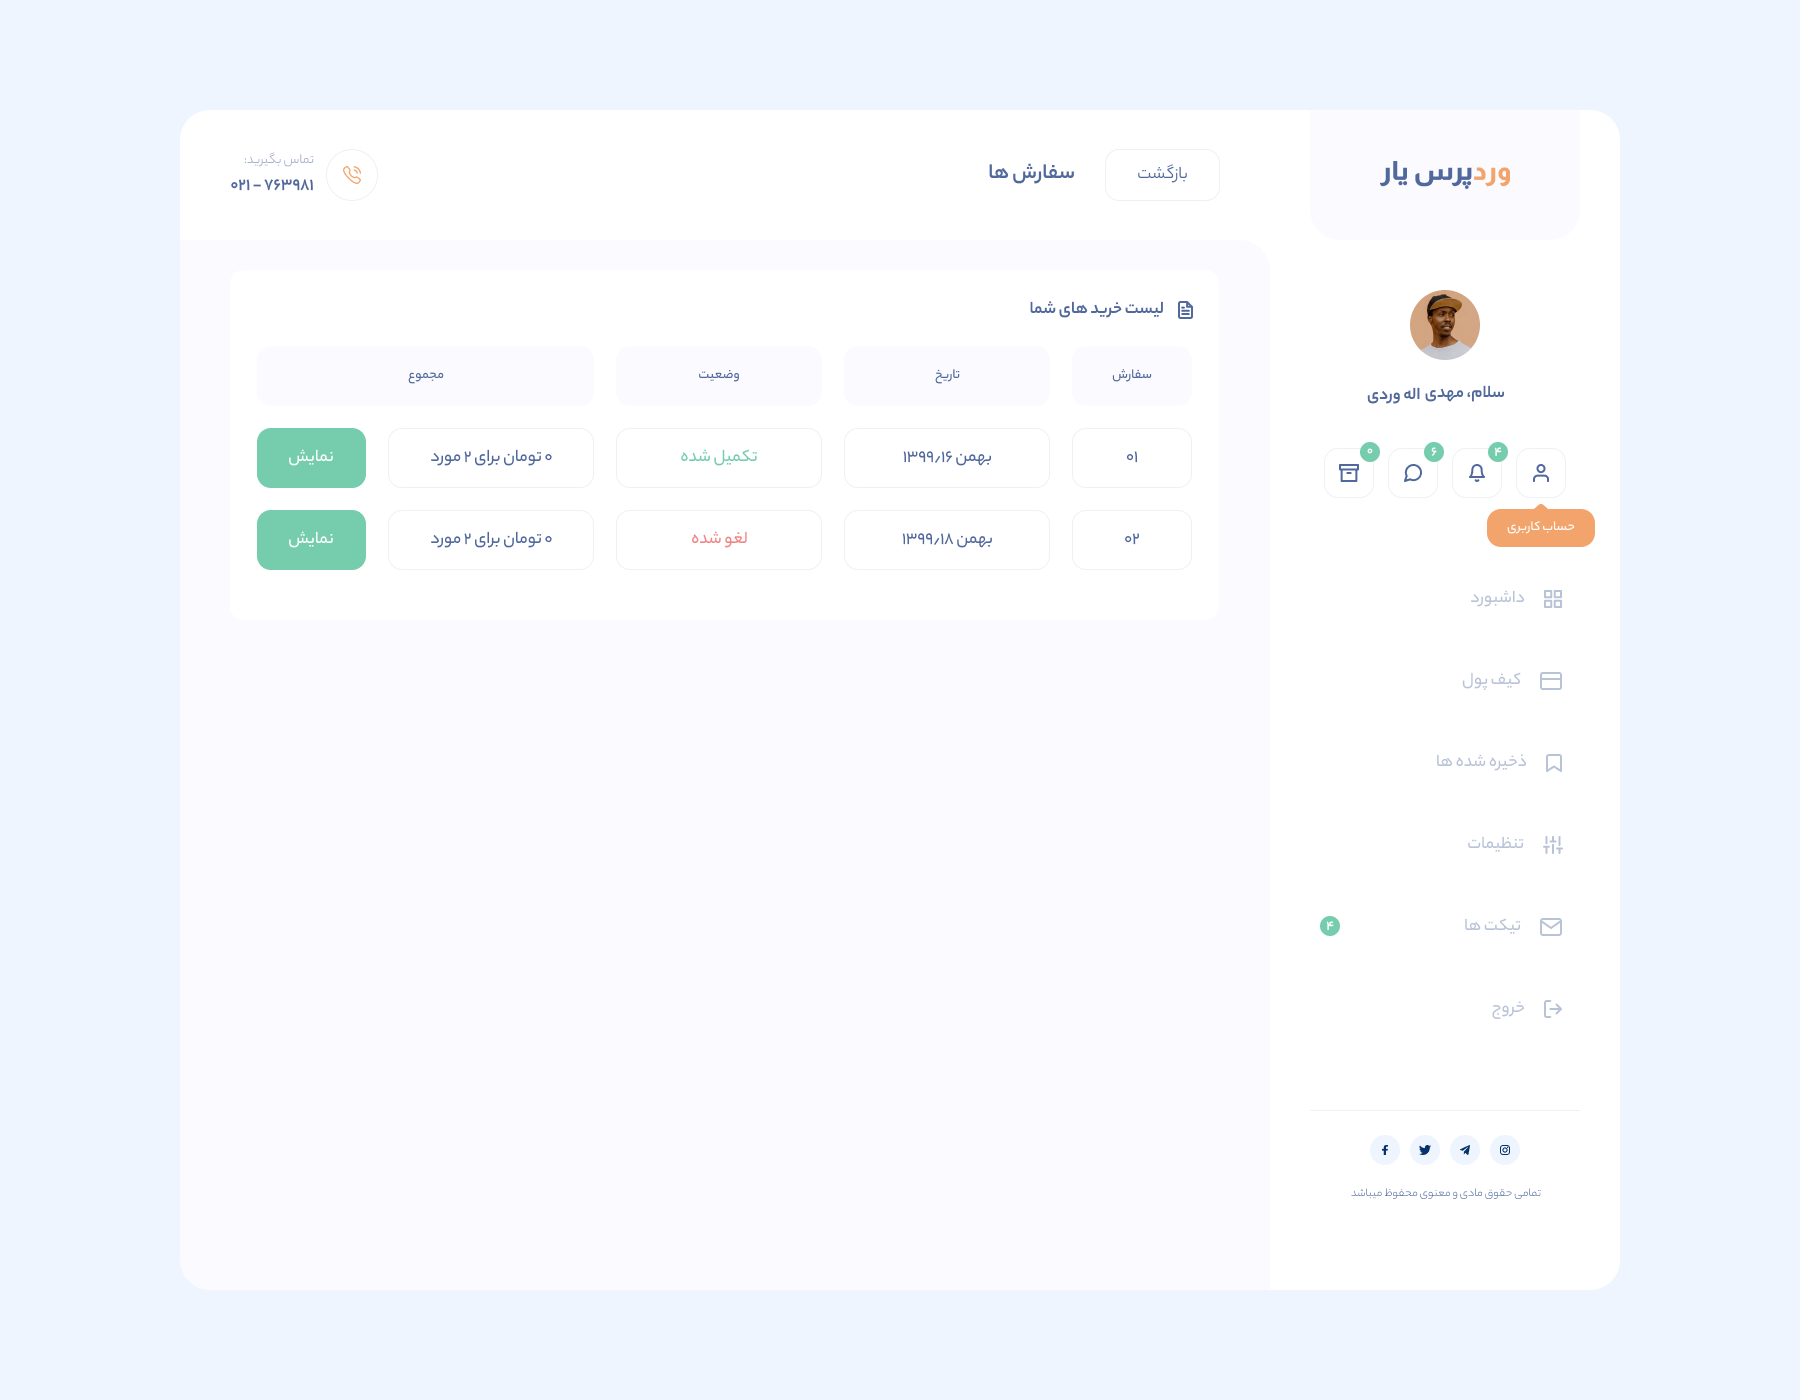 وردپرس یار
سلام، مهدی اله وردی
۴
۶
۰
حساب کاربری
داشبورد
کیف پول
ذخیره شده ها
تنظیمات
تیکت ها
۴
خروج
تمامی حقوق مادی و معنوی محفوظ میباشد
بازگشت
سفارش ها
تماس بگیرید:
۰۲۱ – ۷۶۳۹۸۱
لیست خرید های شما
سفارش تاریخ وضعیت مجموع
۰۱ بهمن ۱۳۹۹/۱۶ تکمیل شده ۰ تومان برای ۲ مورد نمایش
۰۲ بهمن ۱۳۹۹/۱۸ لغو شده ۰ تومان برای ۲ مورد نمایش